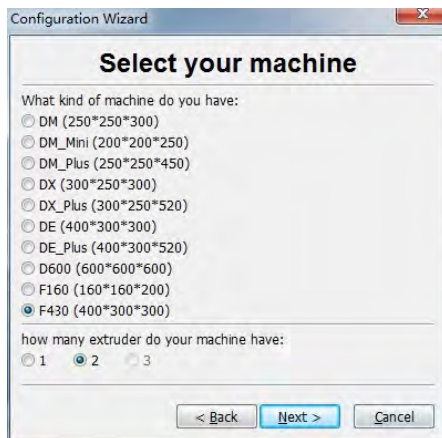 Configuration Wizard
Select your machine
What kind of machine do you have:
DM (250*250*300)
DM_Mini (200*200*250)
DM_Plus (250*250*450)
DX (300*250*300)
DX_Plus (300*250*520)
DE (400*300*300)
DE_Plus (400*300*520)
D600 (600*600*600)
F160 (160*160*200)
F430 (400*300*300)
how many extruder do your machine have:
1 2 3
< Back Next > Cancel